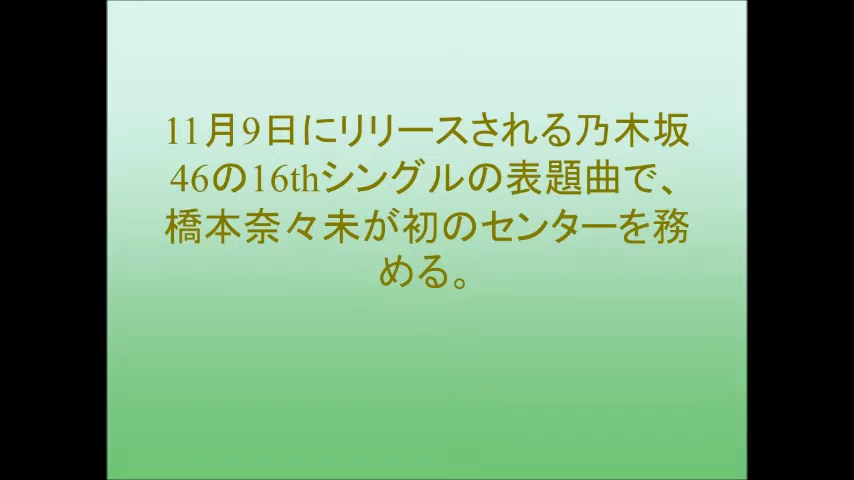 11月9日にリリースされる乃木坂
46の16thシングルの表題曲で、
橋本奈々未が初のセンターを務
める。